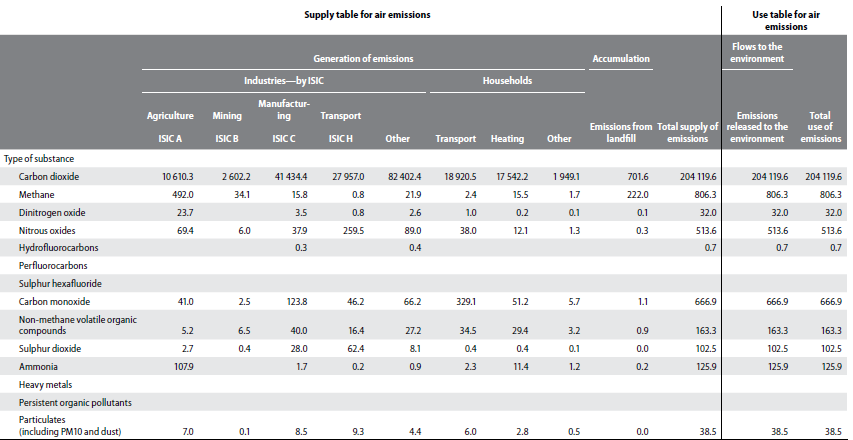 Supply table for air emissions
Use table for air
emissions
Generation of emissions
Accumulation
Flows to the
environment
Industries—by ISIC
Households
Agriculture Mining Manufactur-
ing Transport
Emissions
released to the
environment
Total
use of
emissions
ISIC A ISIC B ISIC C ISIC H Other Transport Heating Other Emissions from
landfill Total supply of
emissions
Type of substance
Carbon dioxide 10 610.3 2 602.2 41 434.4 27 957.0 82 402.4 18 920.5 17 542.2 1 949.1 701.6 204 119.6 204 119.6 204 119.6
Methane 492.0 34.1 15.8 0.8 21.9 2.4 15.5 1.7 222.0 806.3 806.3 806.3
Dinitrogen oxide 23.7 3.5 0.8 2.6 1.0 0.2 0.1 0.1 32.0 32.0 32.0
Nitrous oxides 69.4 6.0 37.9 259.5 89.0 38.0 12.1 1.3 0.3 513.6 513.6 513.6
Hydrofluorocarbons 0.3 0.4 0.7 0.7 0.7
Perfluorocarbons
Sulphur hexafluoride
Carbon monoxide 41.0 2.5 123.8 46.2 66.2 329.1 51.2 5.7 1.1 666.9 666.9 666.9
Non-methane volatile organic
compounds 5.2 6.5 40.0 16.4 27.2 34.5 29.4 3.2 0.9 163.3 163.3 163.3
Sulphur dioxide 2.7 0.4 28.0 62.4 8.1 0.4 0.4 0.1 0.0 102.5 102.5 102.5
Ammonia 107.9 1.7 0.2 0.9 2.3 11.4 1.2 0.2 125.9 125.9 125.9
Heavy metals
Persistent organic pollutants
Particulates
(including PM10 and dust) 7.0 0.1 8.5 9.3 4.4 6.0 2.8 0.5 0.0 38.5 38.5 38.5